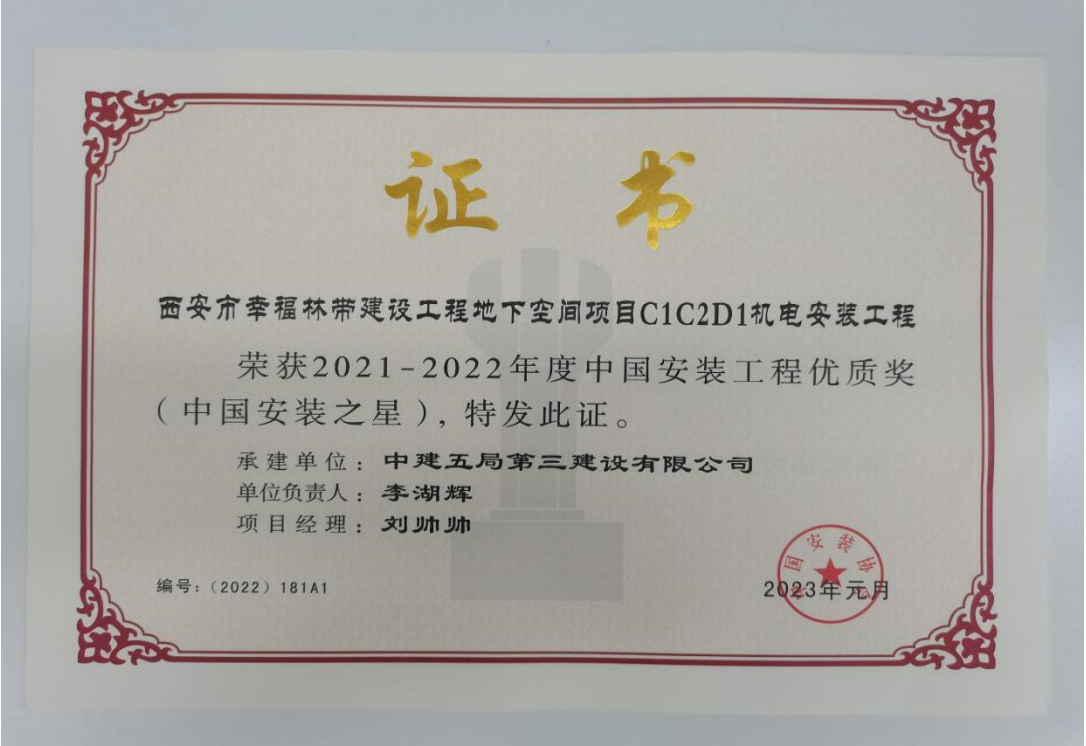 证书
西安市幸福林带建设工程地下空间项目C1C2D1机电安装工程
荣获2021-2022年度中国安装工程优质奖
（中国安装之星），特发此证。
承建单位：中建五局第三建设有限公司
单位负责人：李湖辉
项目经理：刘帅帅
编号：（2022）181A1
国安装协
2023年元月